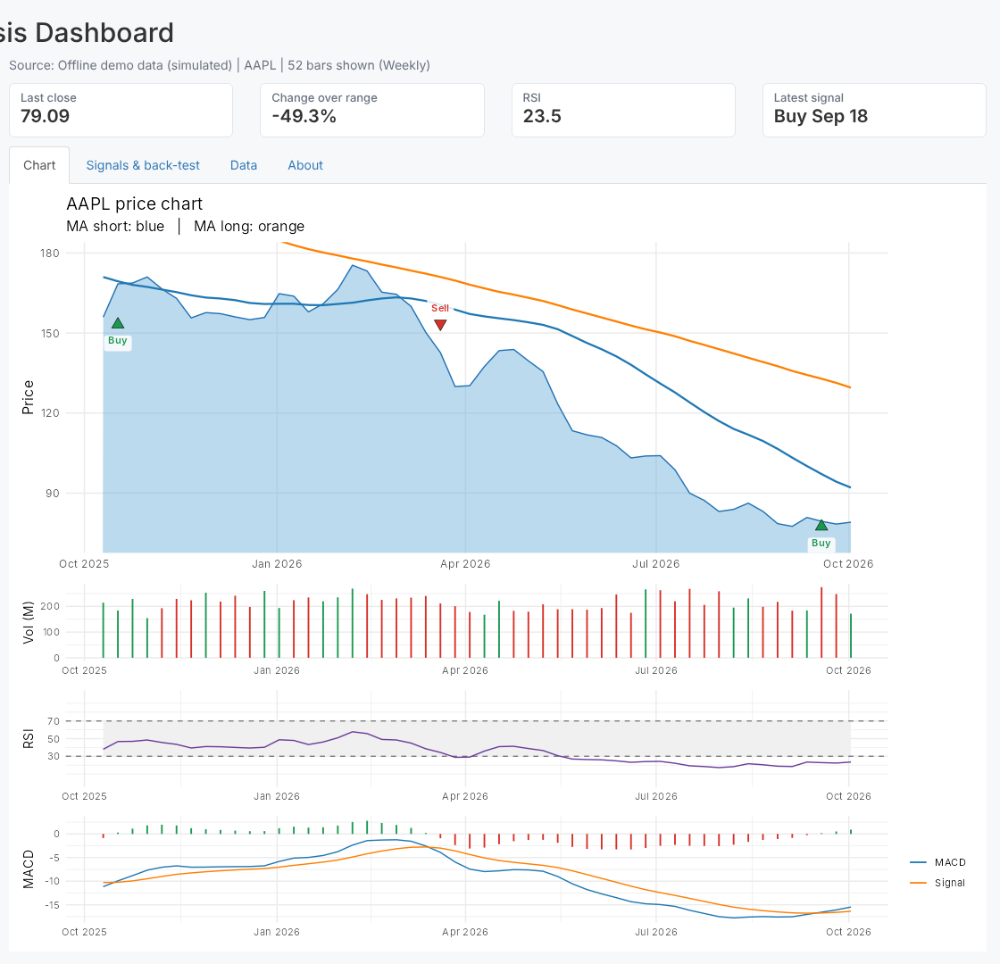 sis Dashboard
Source: Offline demo data (simulated) | AAPL | 52 bars shown (Weekly)
Last close
79.09
Change over range
-49.3%
RSI
23.5
Latest signal
Buy Sep 18
Chart
Signals & back-test
Data
About
AAPL price chart
MA short: blue | MA long: orange
Price
180
150
120
90
Buy
Sell
Buy
Oct 2025
Jan 2026
Apr 2026
Jul 2026
Oct 2026
Vol (M)
200
100
0
Oct 2025
Jan 2026
Apr 2026
Jul 2026
Oct 2026
RSI
70
50
30
Oct 2025
Jan 2026
Apr 2026
Jul 2026
Oct 2026
MACD
0
-5
-10
-15
MACD
Signal
Oct 2025
Jan 2026
Apr 2026
Jul 2026
Oct 2026